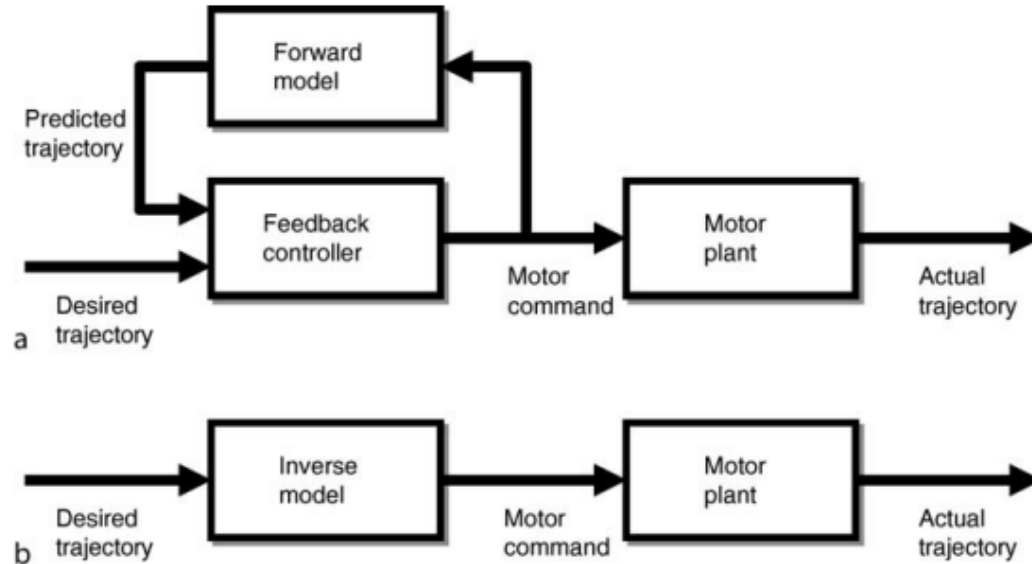 Forward
model
Predicted
trajectory
Feedback
controller
Motor
plant
Desired
trajectory
Motor
command
Actual
trajectory
a
Inverse
model
Motor
plant
Desired
trajectory
Motor
command
Actual
trajectory
b